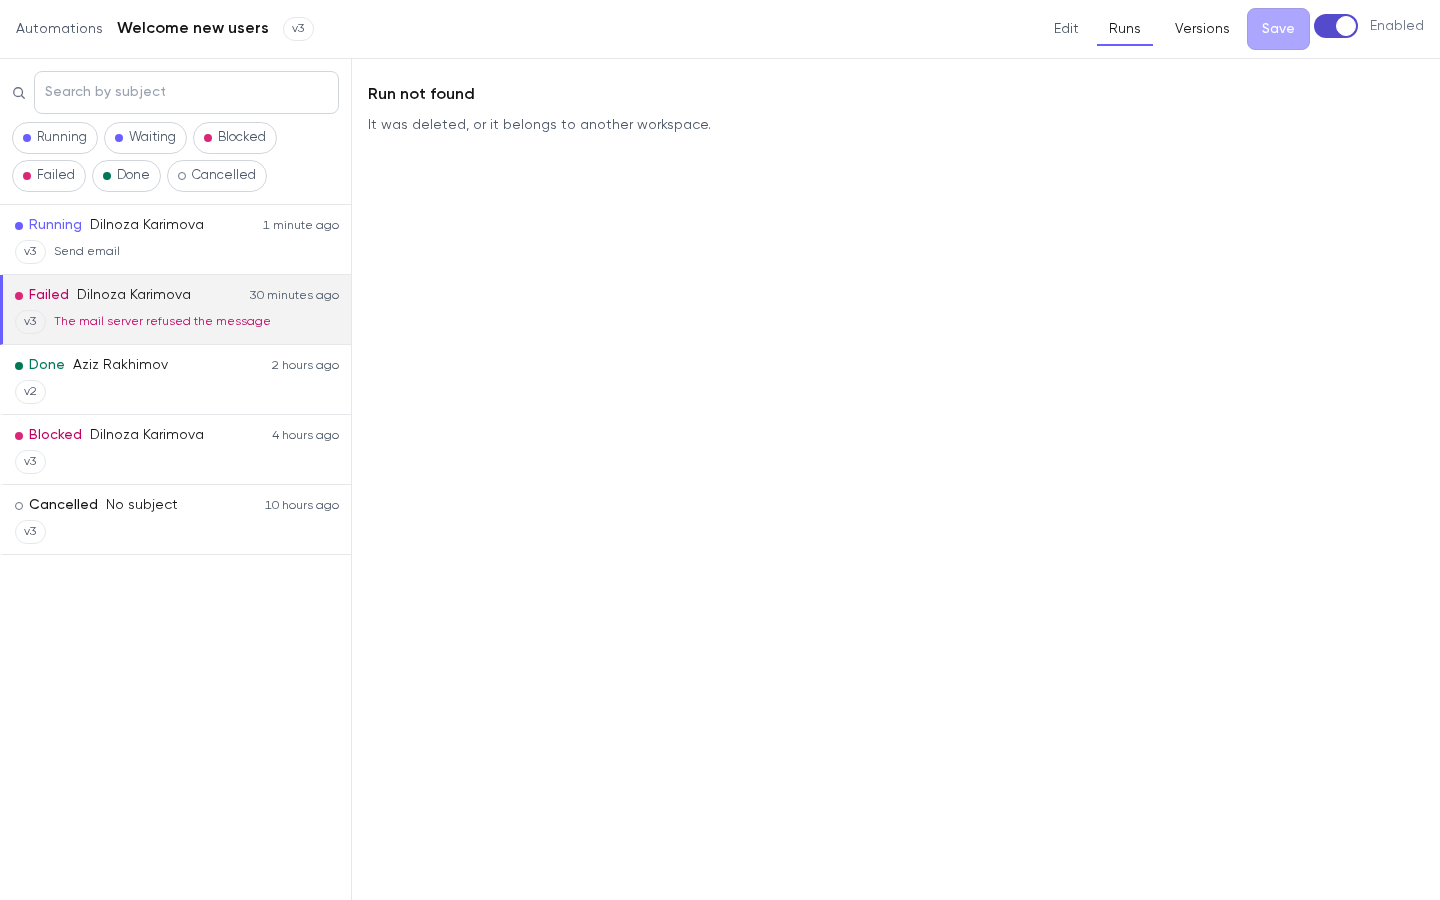 Automations Welcome new users v3 Edit Runs Versions Save Enabled
Search by subject
Running Waiting Blocked
Failed Done Cancelled
Running Dilnoza Karimova 1 minute ago
v3 Send email
Failed Dilnoza Karimova 30 minutes ago
v3 The mail server refused the message
Done Aziz Rakhimov 2 hours ago
v2
Blocked Dilnoza Karimova 4 hours ago
v3
Cancelled No subject 10 hours ago
v3
Run not found
It was deleted, or it belongs to another workspace.